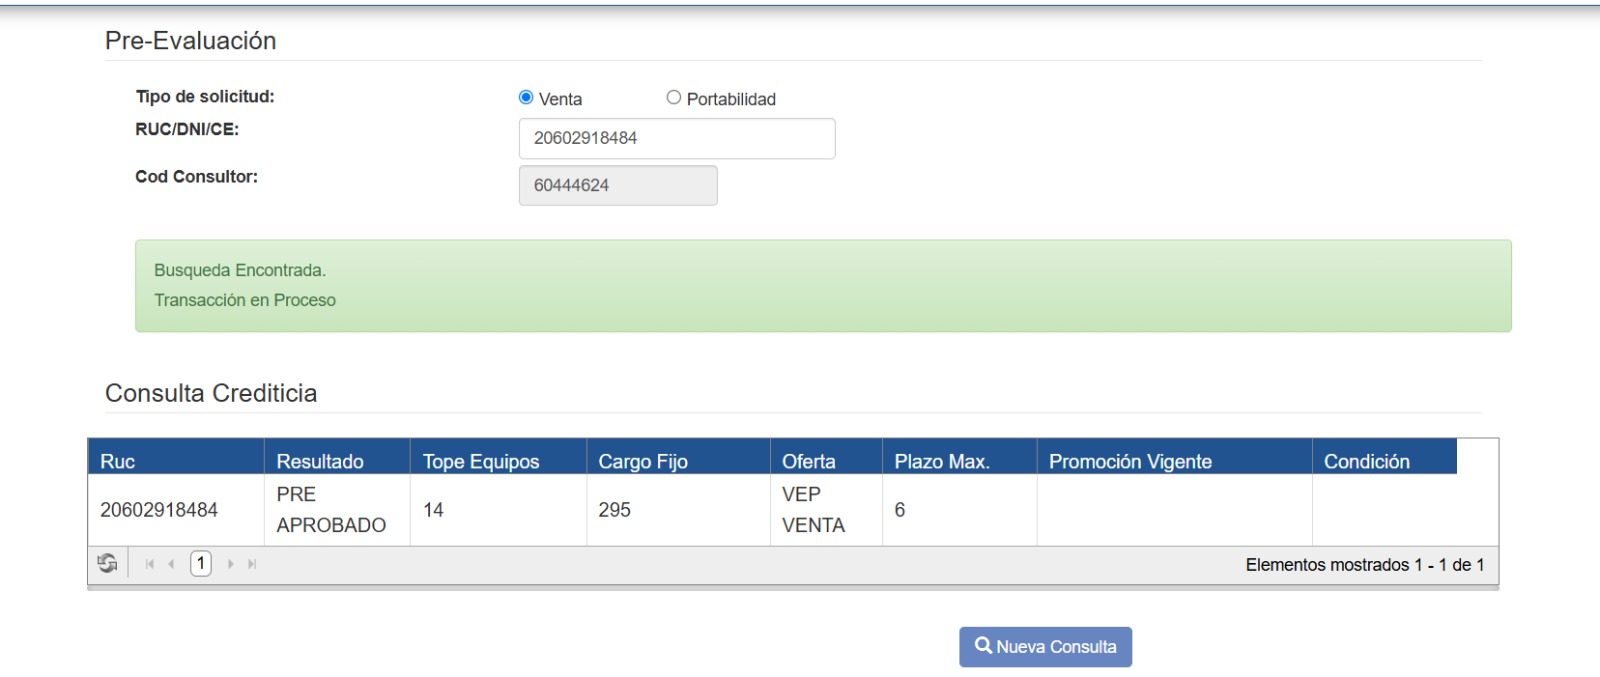 Pre-Evaluación
Tipo de solicitud:
Venta
Portabilidad
RUC/DNI/CE:
20602918484
Cod Consultor:
60444624
Busqueda Encontrada.
Transacción en Proceso
Consulta Crediticia
Ruc Resultado Tope Equipos Cargo Fijo Oferta Plazo Max. Promoción Vigente Condición
20602918484 PRE APROBADO 14 295 VEP VENTA 6
1
Elementos mostrados 1 - 1 de 1
Nueva Consulta